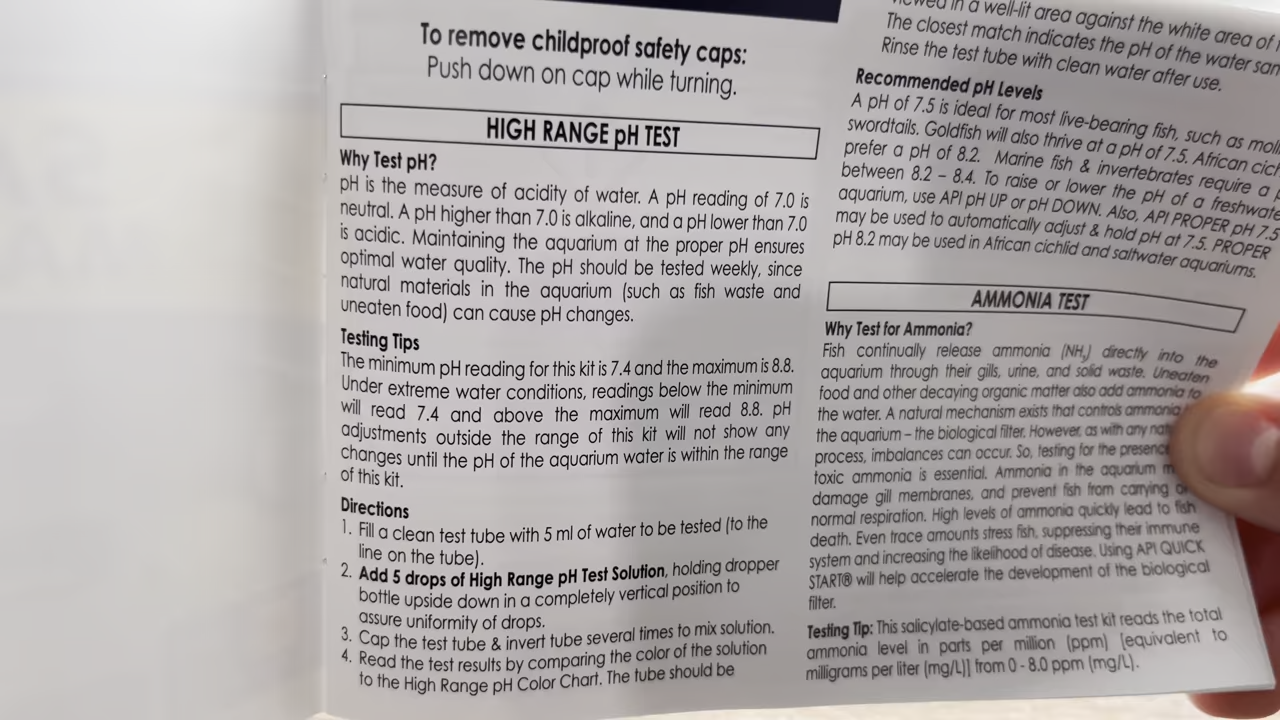 To remove childproof safety caps:
Push down on cap while turning.
HIGH RANGE pH TEST
Why Test pH?
pH is the measure of acidity of water. A pH reading of 7.0 is
neutral. A pH higher than 7.0 is alkaline, and a pH lower than 7.0
is acidic. Maintaining the aquarium at the proper pH ensures
optimal water quality. The pH should be tested weekly, since
natural materials in the aquarium (such as fish waste and
uneaten food) can cause pH changes.
Testing Tips
The minimum pH reading for this kit is 7.4 and the maximum is 8.8.
Under extreme water conditions, readings below the minimum
will read 7.4 and above the maximum will read 8.8. pH
adjustments outside the range of this kit will not show any
changes until the pH of the aquarium water is within the range
of this kit.
Directions
1. Fill a clean test tube with 5 ml of water to be tested (to the
line on the tube).
2. Add 5 drops of High Range pH Test Solution, holding dropper
bottle upside down in a completely vertical position to
assure uniformity of drops.
3. Cap the test tube & invert tube several times to mix solution.
4. Read the test results by comparing the color of the solution
to the High Range pH Color Chart. The tube should be
viewed in a well-lit area against the white area of
The closest match indicates the pH of the water
Rinse the test tube with clean water after use.
Recommended pH Levels
A pH of 7.5 is ideal for most live-bearing fish, such as
swordtails. Goldfish will also thrive at a pH of 7.5. African
prefer a pH of 8.2. Marine fish & invertebrates require a
between 8.2 – 8.4. To raise or lower the pH of a
aquarium, use API pH UP or pH DOWN. Also, API PROPER pH 7.5
may be used to automatically adjust & hold pH at 7.5. PROPER
pH 8.2 may be used in African cichlid and saltwater aquariums.
AMMONIA TEST
Why Test for Ammonia?
Fish continually release ammonia (NH₃) directly into the
aquarium through their gills, urine, and solid waste. Uneaten
food and other decaying organic matter also add ammonia to
the water. A natural mechanism exists that controls ammonia
the aquarium – the biological filter. However, as with any
process, imbalances can occur. So, testing for the
toxic ammonia is essential. Ammonia in the aquarium
damage gill membranes, and prevent fish from carrying
normal respiration. High levels of ammonia quickly lead to fish
death. Even trace amounts stress fish, suppressing their immune
system and increasing the likelihood of disease. Using API QUICK
START® will help accelerate the development of the biological
filter.
Testing Tip: This salicylate-based ammonia test kit reads the total
ammonia level in parts per million (ppm) [equivalent to
milligrams per liter (mg/L)] from 0 - 8.0 ppm (mg/L).